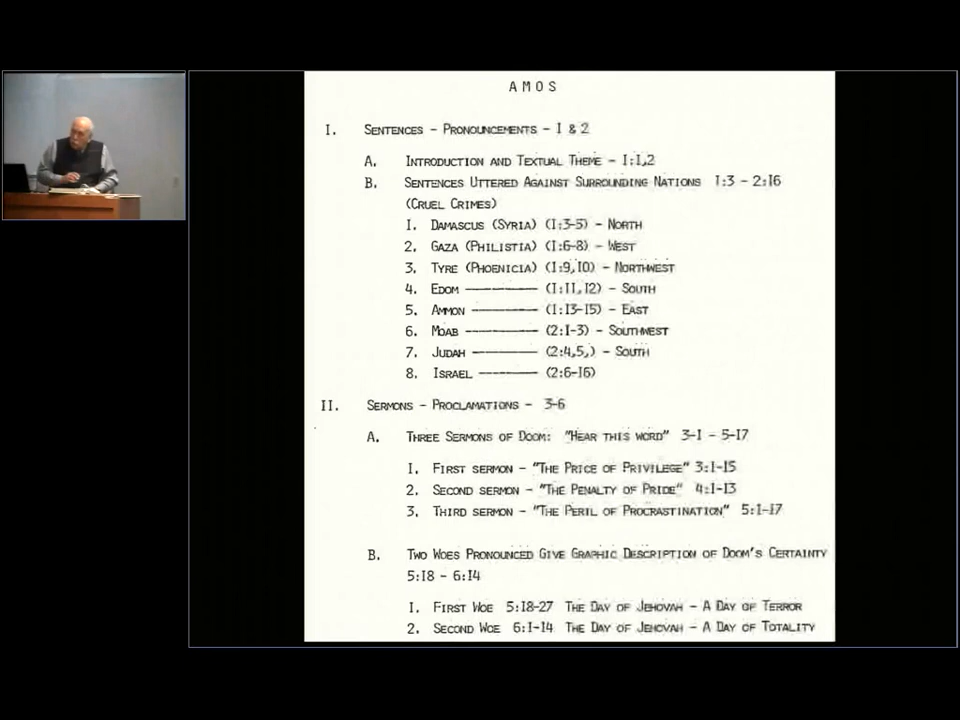 AMOS
I. SENTENCES - PRONOUNCEMENTS - 1 & 2
A. INTRODUCTION AND TEXTUAL THEME - 1:1,2
B. SENTENCES UTTERED AGAINST SURROUNDING NATIONS 1:3 - 2:16
(CRUEL CRIMES)
1. DAMASCUS (SYRIA) (1:3-5) - NORTH
2. GAZA (PHILISTIA) (1:6-8) - WEST
3. TYRE (PHOENICIA) (1:9,10) - NORTHWEST
4. EDOM ———— (1:11,12) - SOUTH
5. AMMON ———— (1:13-15) - EAST
6. MOAB ———— (2:1-3) - SOUTHWEST
7. JUDAH ———— (2:4,5,) - SOUTH
8. ISRAEL ———— (2:6-16)
II. SERMONS - PROCLAMATIONS - 3-6
A. THREE SERMONS OF DOOM: "HEAR THIS WORD" 3-1 - 5-17
1. FIRST SERMON - "THE PRICE OF PRIVILEGE" 3:1-15
2. SECOND SERMON - "THE PENALTY OF PRIDE" 4:1-13
3. THIRD SERMON - "THE PERIL OF PROCRASTINATION" 5:1-17
B. TWO WOES PRONOUNCED GIVE GRAPHIC DESCRIPTION OF DOOM'S CERTAINTY
5:18 - 6:14
1. FIRST WOE 5:18-27 THE DAY OF JEHOVAH - A DAY OF TERROR
2. SECOND WOE 6:1-14 THE DAY OF JEHOVAH - A DAY OF TOTALITY